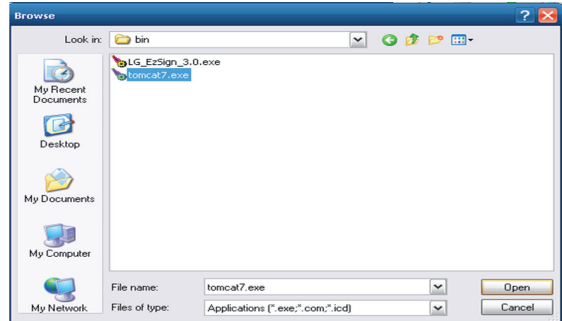 Browse
Look in: bin
LG_EzSign_3.0.exe
tomcat7.exe
My Recent
Documents
Desktop
My Documents
My Computer
My Network
File name: tomcat7.exe Open
Files of type: Applications (*.exe;*.com;*.icd) Cancel